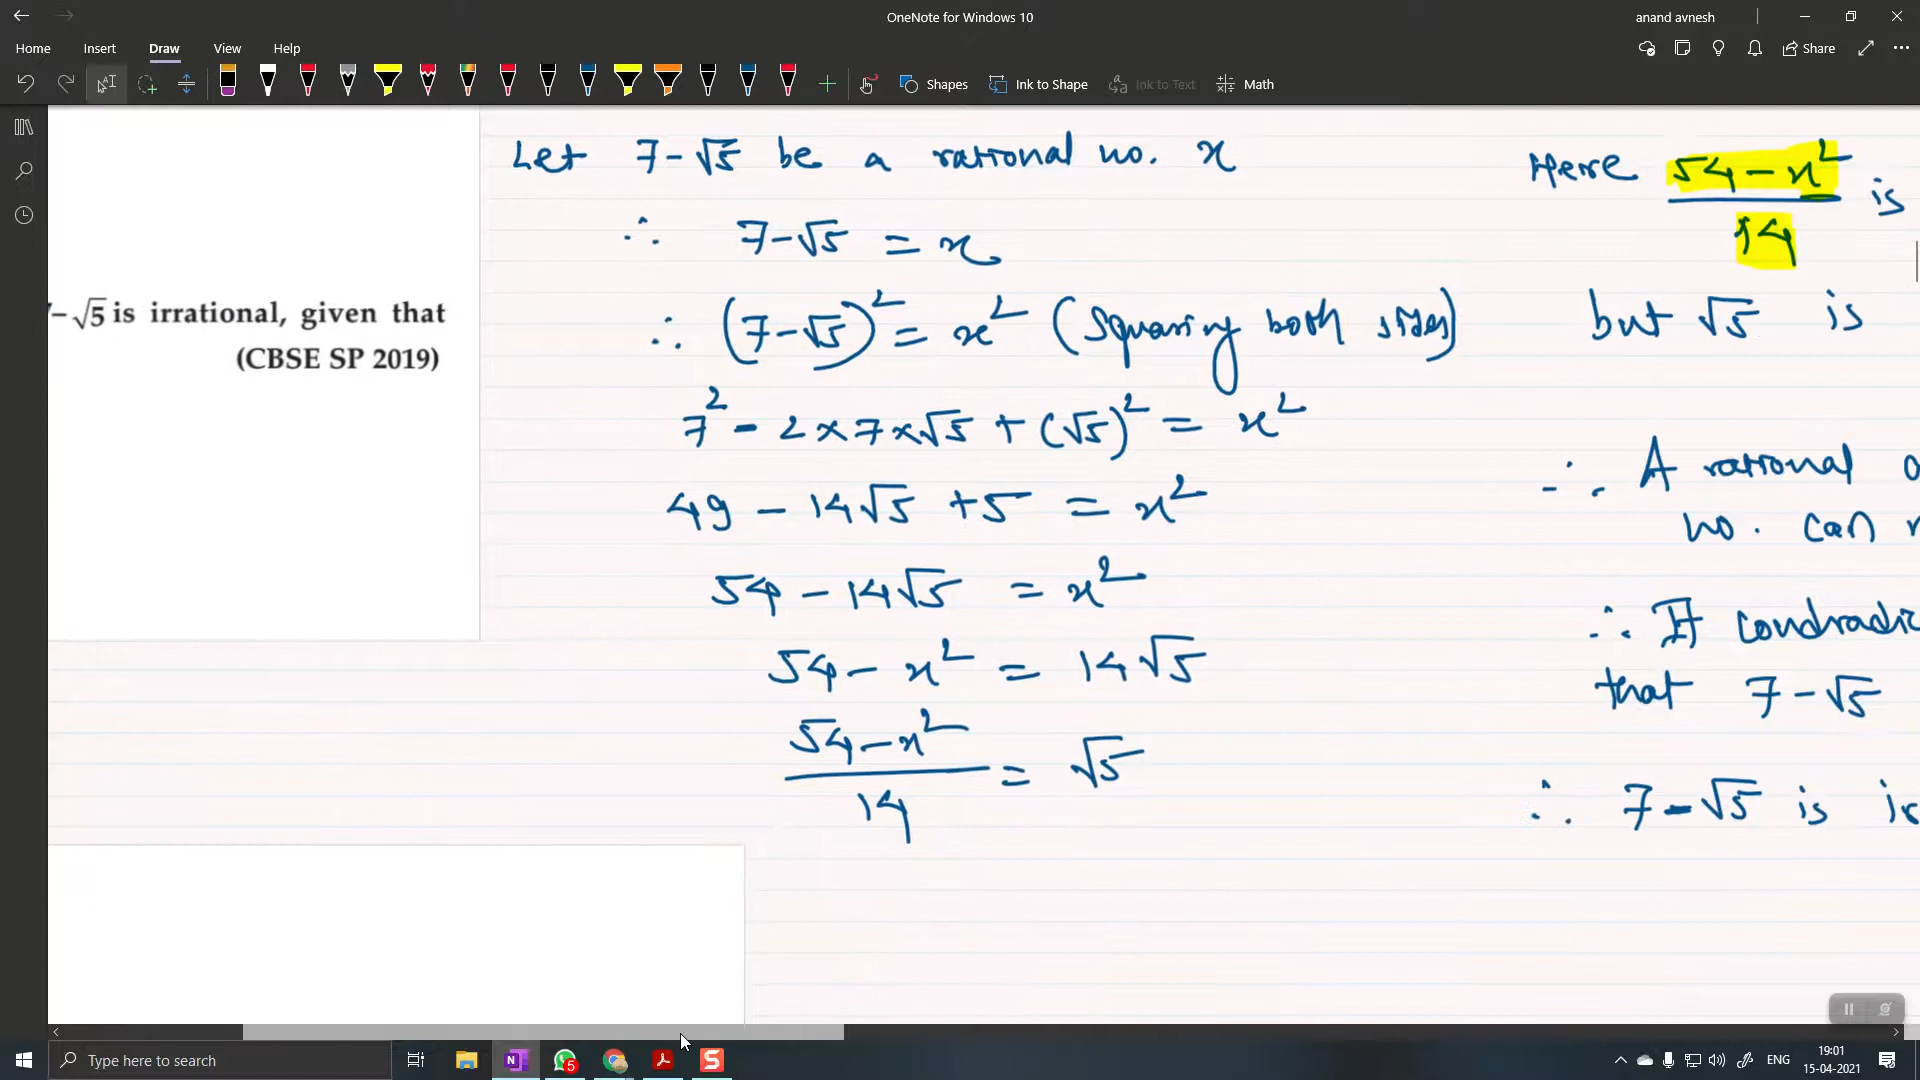 OneNote for Windows 10
anand avnesh
Home Insert Draw View Help
Share
Shapes
Ink to Shape
Ink to Text
Math
-√5 is irrational, given that
(CBSE SP 2019)
Let 7-√5 be a rational no. x
∴ 7-√5 = x
∴ (7-√5)² = x² (Squaring both sides)
7² - 2×7×√5 + (√5)² = x²
49 - 14√5 + 5 = x²
54 - 14√5 = x²
54 - x² = 14√5
54-x²/14 = √5
Here 54-x²/14 is
but √5 is
∴ A rational
no. can
∴ It condradic
that 7-√5
∴ 7-√5 is
Type here to search
5
ENG
19:01
15-04-2021